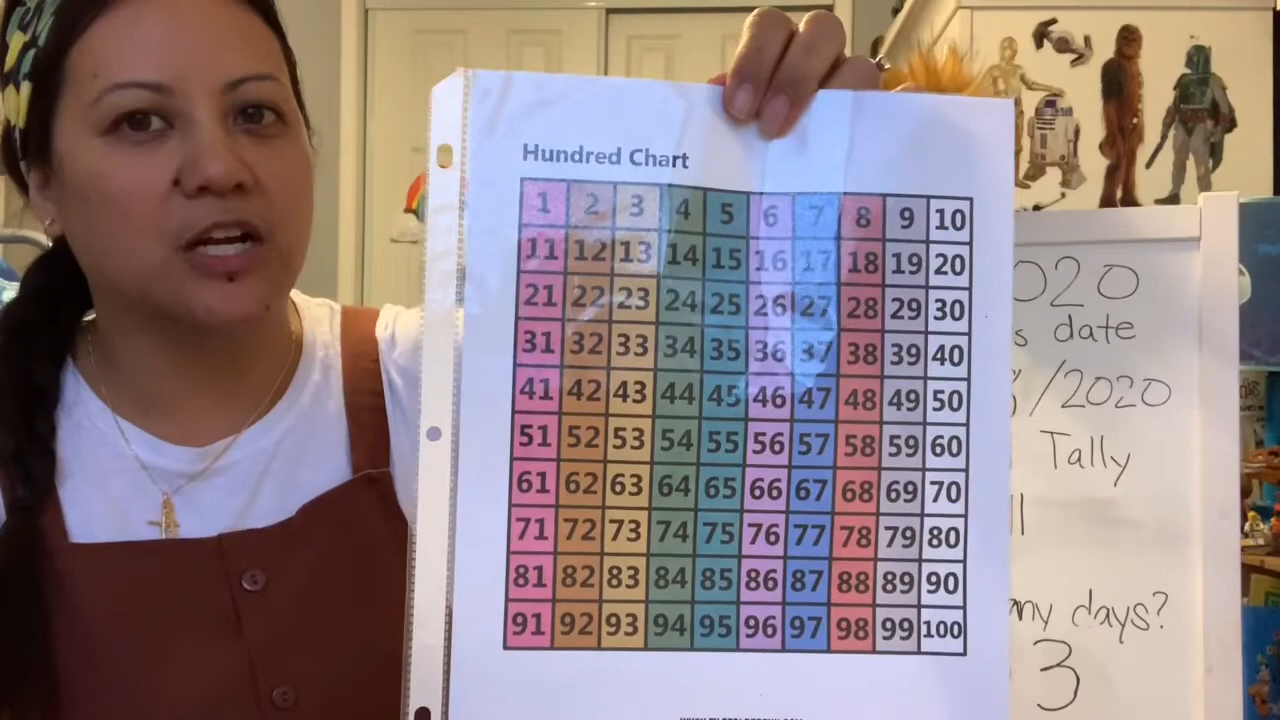 Hundred Chart
1 2 3 4 5 6 7 8 9 10
11 12 13 14 15 16 17 18 19 20
21 22 23 24 25 26 27 28 29 30
31 32 33 34 35 36 37 38 39 40
41 42 43 44 45 46 47 48 49 50
51 52 53 54 55 56 57 58 59 60
61 62 63 64 65 66 67 68 69 70
71 72 73 74 75 76 77 78 79 80
81 82 83 84 85 86 87 88 89 90
91 92 93 94 95 96 97 98 99 100
020
s date
/2020
Tally
any days?
3